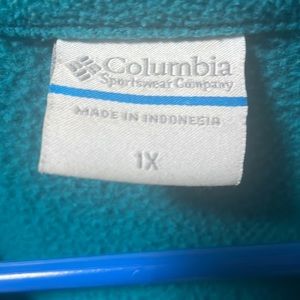 Columbia
Sportswear Company
MADE IN INDONESIA
1X